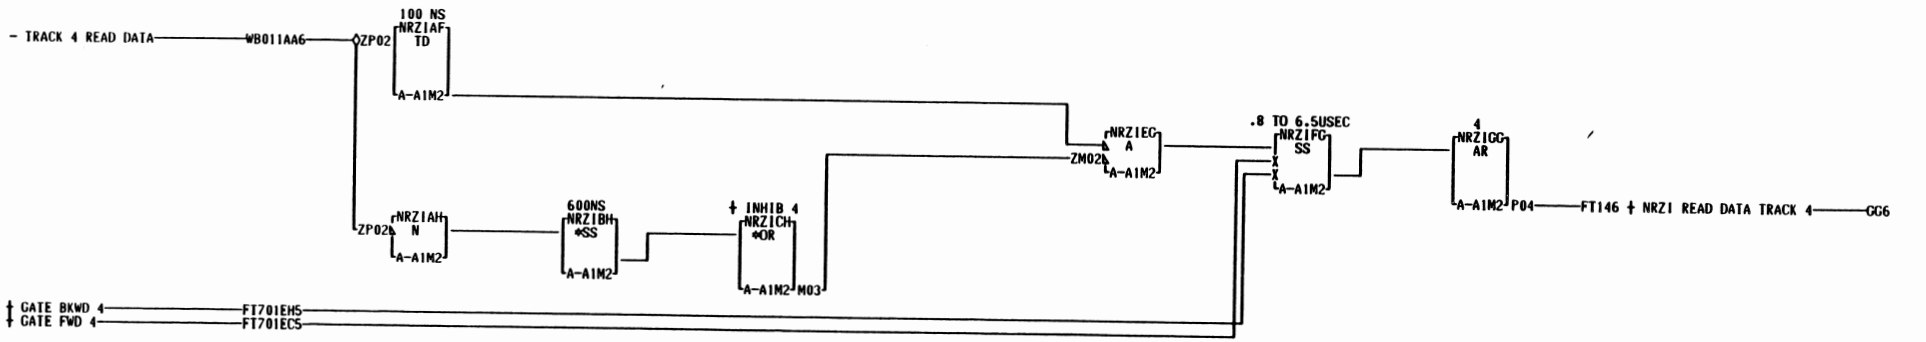 100 NS
NRZIAF
TD
A-A1M2
- TRACK 4 READ DATA WB011AA6 ZP02
.8 TO 6.5USEC
NRZIEG
A
A-A1M2
ZM02
NRZIFG
SS
X
X
A-A1M2
4
NRZIGG
AR
A-A1M2 P04 FT146 + NRZI READ DATA TRACK 4 GG6
ZP02
NRZIAH
N
A-A1M2
600NS
NRZIBH
*SS
A-A1M2
+ INHIB 4
NRZICH
*OR
A-A1M2 M03
+ GATE BKWD 4 FT701EH5
+ GATE FWD 4 FT701EC5